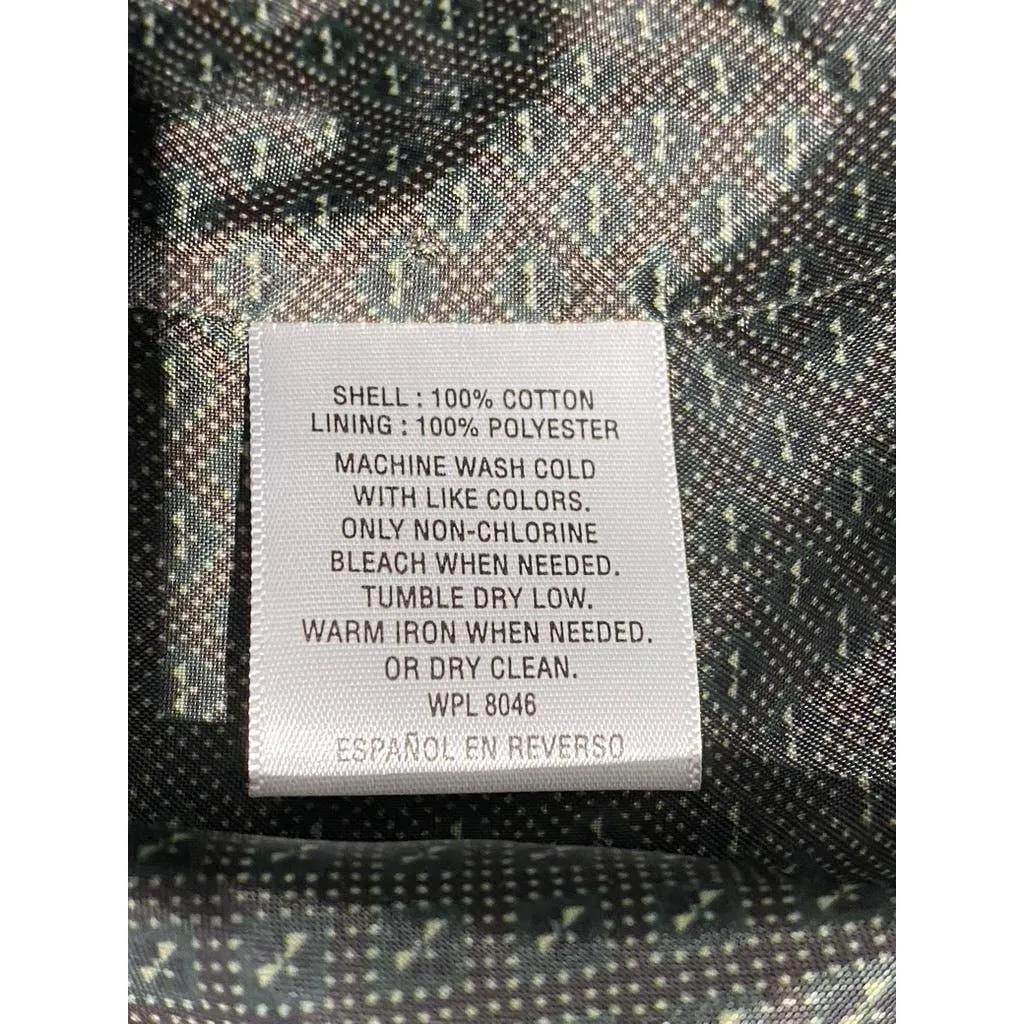 SHELL : 100% COTTON
LINING : 100% POLYESTER
MACHINE WASH COLD
WITH LIKE COLORS.
ONLY NON-CHLORINE
BLEACH WHEN NEEDED.
TUMBLE DRY LOW.
WARM IRON WHEN NEEDED.
OR DRY CLEAN.
WPL 8046
ESPAÑOL EN REVERSO